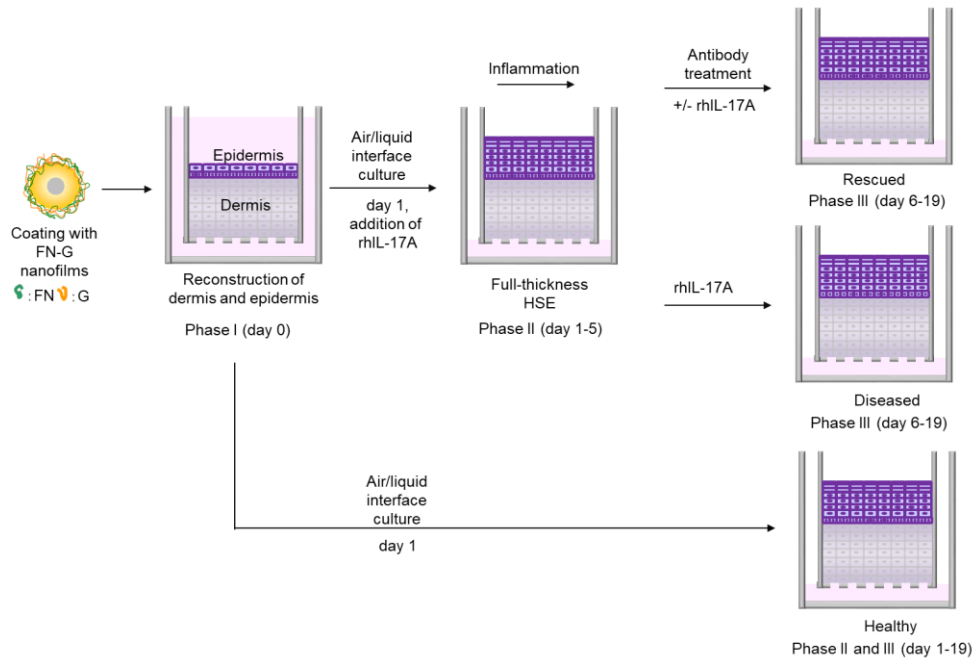 Coating with
FN-G
nanofilms
: FN : G
Epidermis
Dermis
Reconstruction of
dermis and epidermis
Phase I (day 0)
Air/liquid
interface
culture
day 1,
addition of
rhIL-17A
Inflammation
Full-thickness
HSE
Phase II (day 1-5)
Antibody
treatment
+/- rhIL-17A
Rescued
Phase III (day 6-19)
rhIL-17A
Diseased
Phase III (day 6-19)
Air/liquid
interface
culture
day 1
Healthy
Phase II and III (day 1-19)